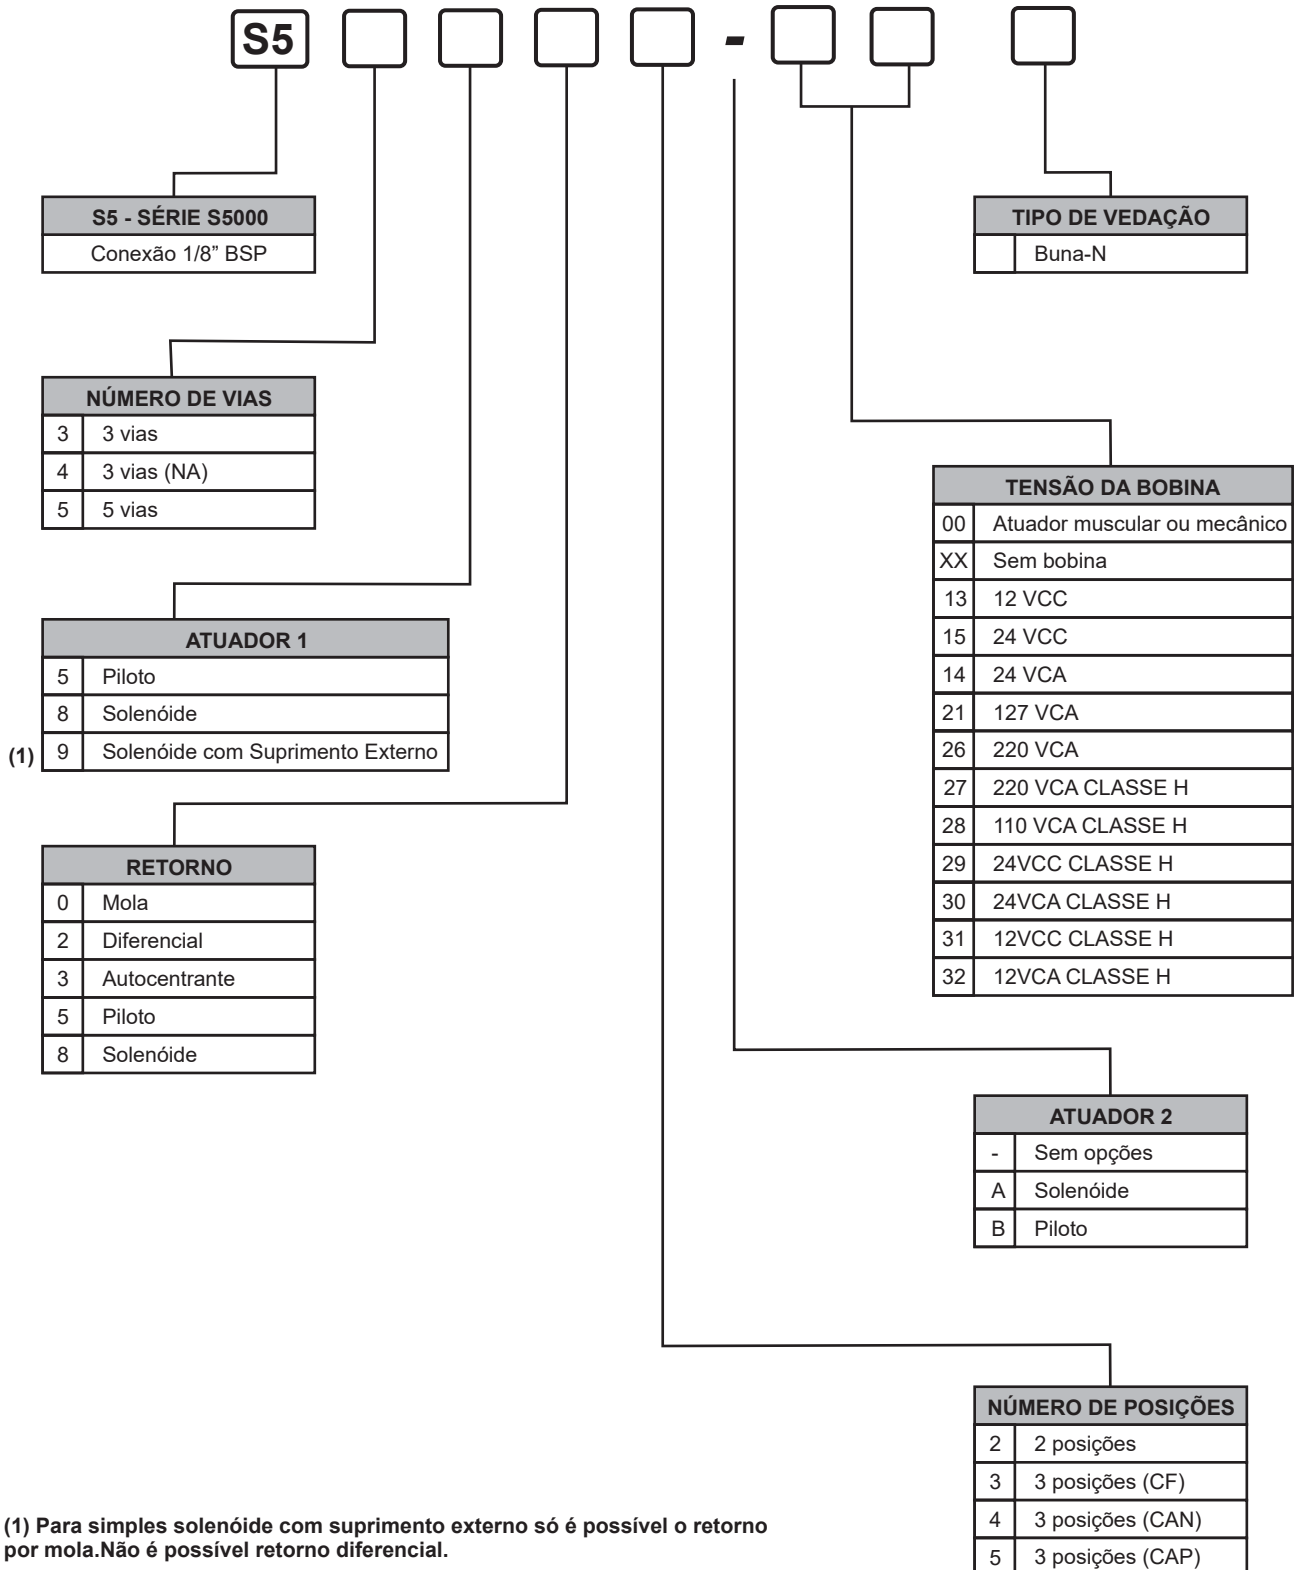 S5 -
S5 - SÉRIE S5000
Conexão 1/8” BSP
TIPO DE VEDAÇÃO
Buna-N
NÚMERO DE VIAS
3 3 vias
4 3 vias (NA)
5 5 vias
TENSÃO DA BOBINA
00 Atuador muscular ou mecânico
XX Sem bobina
13 12 VCC
15 24 VCC
14 24 VCA
21 127 VCA
26 220 VCA
27 220 VCA CLASSE H
28 110 VCA CLASSE H
29 24VCC CLASSE H
30 24VCA CLASSE H
31 12VCC CLASSE H
32 12VCA CLASSE H
ATUADOR 1
5 Piloto
8 Solenóide
(1) 9 Solenóide com Suprimento Externo
RETORNO
0 Mola
2 Diferencial
3 Autocentrante
5 Piloto
8 Solenóide
ATUADOR 2
- Sem opções
A Solenóide
B Piloto
NÚMERO DE POSIÇÕES
2 2 posições
3 3 posições (CF)
4 3 posições (CAN)
5 3 posições (CAP)
(1) Para simples solenóide com suprimento externo só é possível o retorno
por mola.Não é possível retorno diferencial.